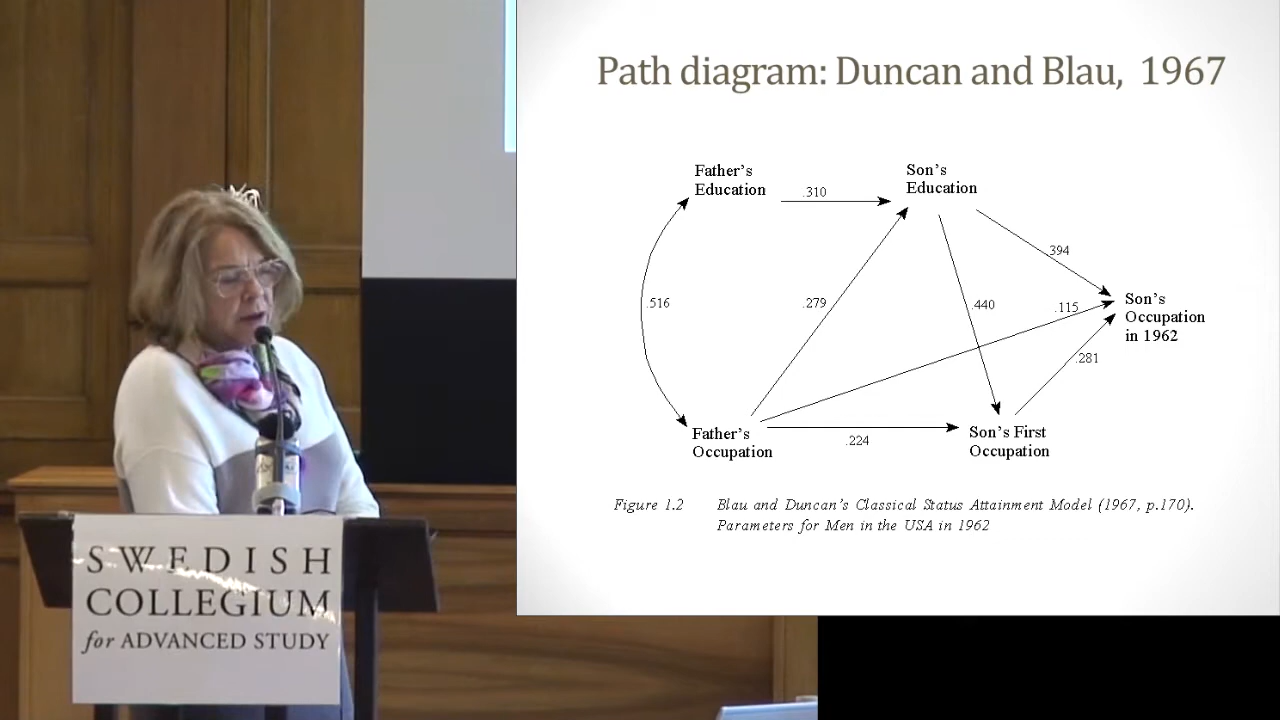 Path diagram: Duncan and Blau, 1967
Father's
Education
.310
Son's
Education
.516
.279
440
394
.115
.281
Son's
Occupation
in 1962
Father's
Occupation
.224
Son's First
Occupation
Figure 1.2 Blau and Duncan's Classical Status Attainment Model (1967, p.170).
Parameters for Men in the USA in 1962
SWEDISH
COLLEGIUM
for ADVANCED STUDY